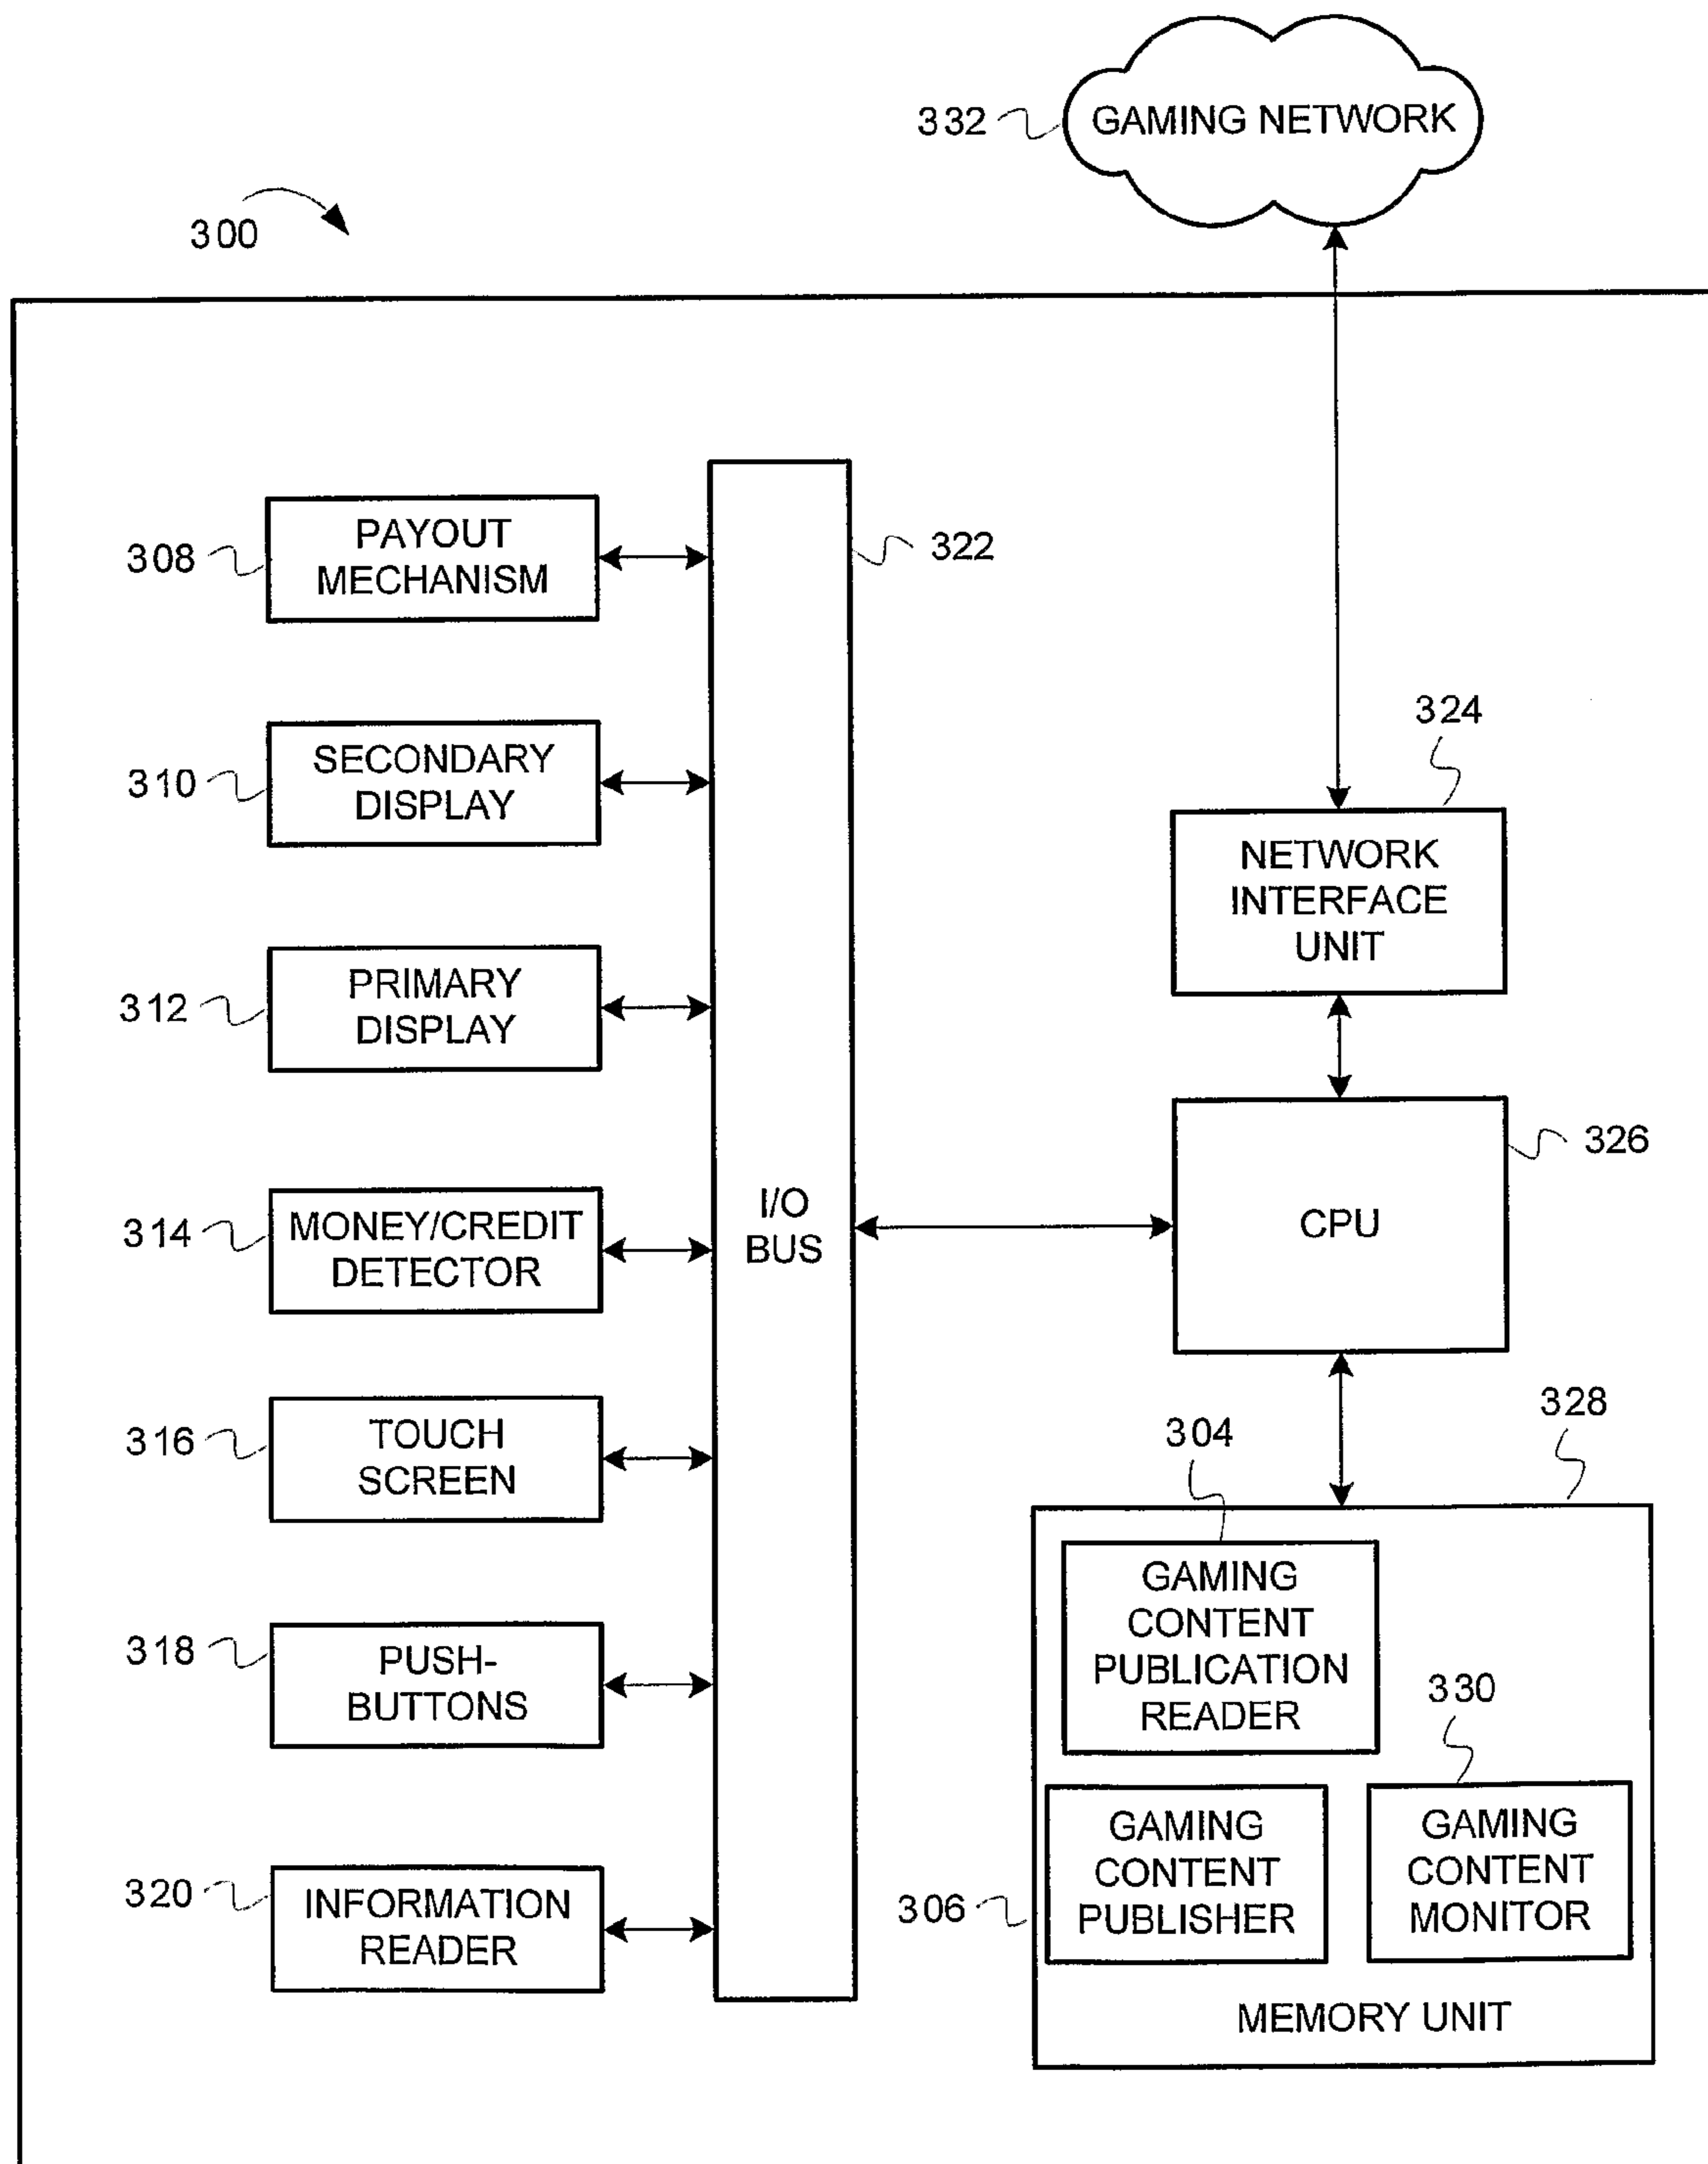 332
GAMING NETWORK
300
PAYOUT
MECHANISM
308
322
SECONDARY
DISPLAY
310
324
NETWORK
INTERFACE
UNIT
PRIMARY
DISPLAY
312
326
CPU
MONEY/CREDIT
DETECTOR
314
I/O
BUS
328
304
TOUCH
SCREEN
316
GAMING
CONTENT
PUBLICATION
READER
PUSH-
BUTTONS
318
330
GAMING
CONTENT
PUBLISHER
306
GAMING
CONTENT
MONITOR
INFORMATION
READER
320
MEMORY UNIT